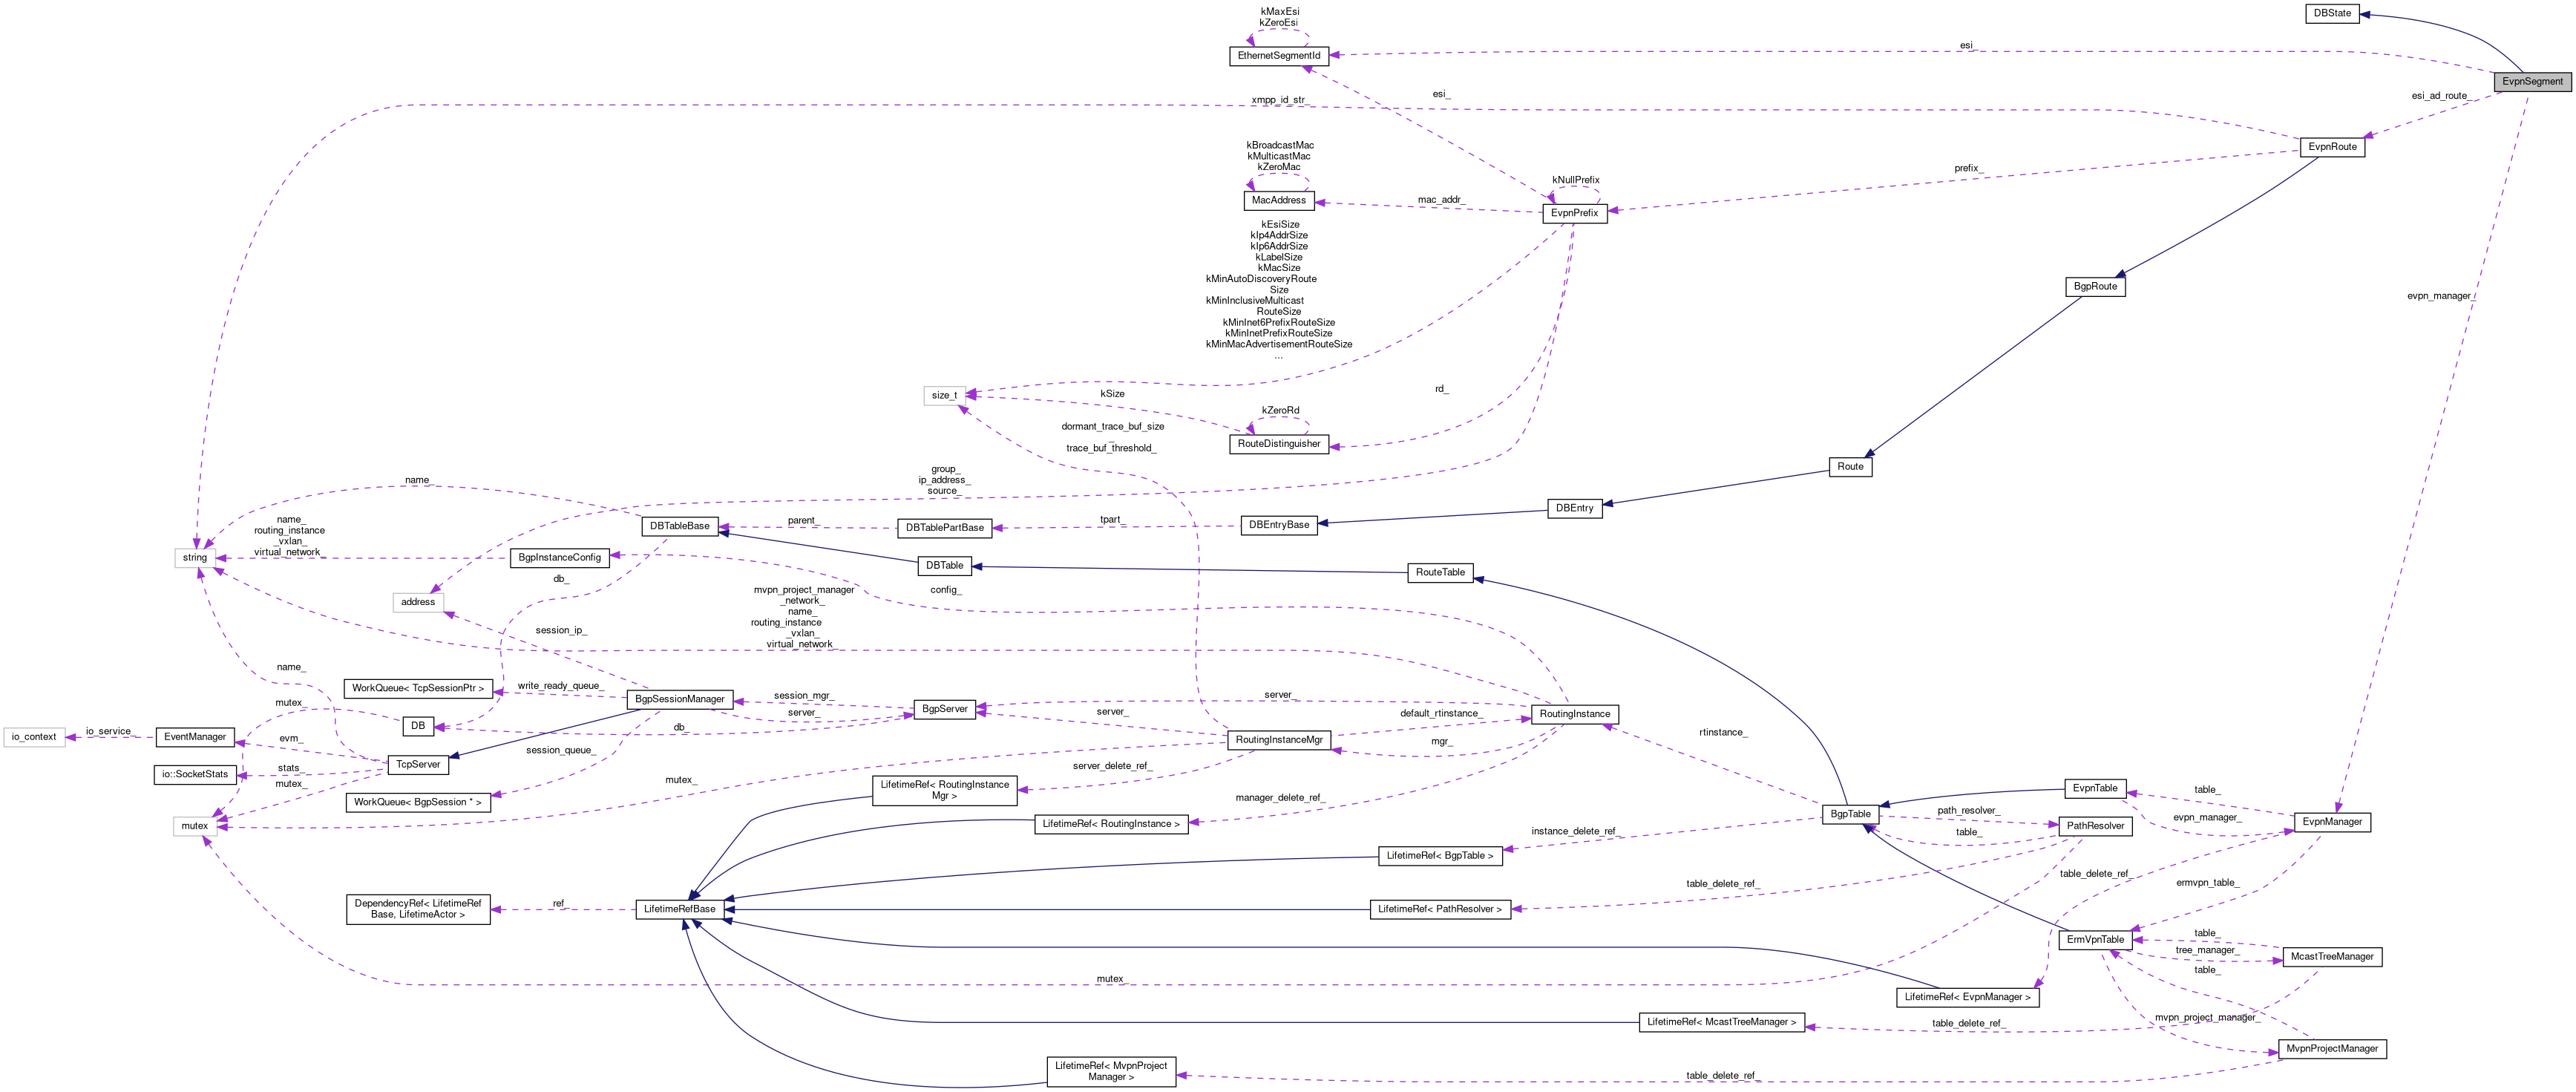 kMaxEsi
kZeroEsi
DBState
EthernetSegmentId
esi_
EvpnSegment
esi_
esi_ad_route_
xmpp_id_str_
kBroadcastMac
kMulticastMac
kZeroMac
EvpnRoute
prefix_
kNullPrefix
MacAddress
mac_addr_
EvpnPrefix
kEsiSize
kIp4AddrSize
kIp6AddrSize
kLabelSize
kMacSize
kMinAutoDiscoveryRoute
Size
kMinInclusiveMulticast
RouteSize
kMinInet6PrefixRouteSize
kMinInetPrefixRouteSize
kMinMacAdvertisementRouteSize
...
BgpRoute
evpn_manager_
size_t
kSize
rd_
kZeroRd
RouteDistinguisher
dormant_trace_buf_size
_
trace_buf_threshold_
Route
group_
ip_address_
source_
name_
DBEntry
name_
routing_instance
_vxlan_
virtual_network_
DBTableBase
parent_
DBTablePartBase
tpart_
DBEntryBase
string
BgpInstanceConfig
DBTable
RouteTable
db_
address
config_
mvpn_project_manager
_network_
name_
routing_instance
_vxlan_
virtual_network_
session_ip_
name_
WorkQueue< TcpSessionPtr >
write_ready_queue_
BgpSessionManager
session_mgr_
server_
BgpServer
server_
RoutingInstance
mutex_
DB
db_
server_
default_rtinstance_
mgr_
RoutingInstanceMgr
rtinstance_
io_context
io_service_
EventManager
evm_
session_queue_
TcpServer
server_delete_ref_
io::SocketStats
stats_
mutex_
mutex_
WorkQueue< BgpSession * >
LifetimeRef< RoutingInstance
Mgr >
manager_delete_ref_
EvpnTable
table_
BgpTable
path_resolver_
evpn_manager_
EvpnManager
mutex
LifetimeRef< RoutingInstance >
instance_delete_ref_
table_
PathResolver
LifetimeRef< BgpTable >
table_delete_ref_
table_delete_ref_
ermvpn_table_
DependencyRef< LifetimeRef
Base, LifetimeActor >
ref_
LifetimeRefBase
LifetimeRef< PathResolver >
ErmVpnTable
table_
tree_manager_
McastTreeManager
table_
mutex_
LifetimeRef< EvpnManager >
LifetimeRef< McastTreeManager >
table_delete_ref_
mvpn_project_manager_
MvpnProjectManager
LifetimeRef< MvpnProject
Manager >
table_delete_ref_